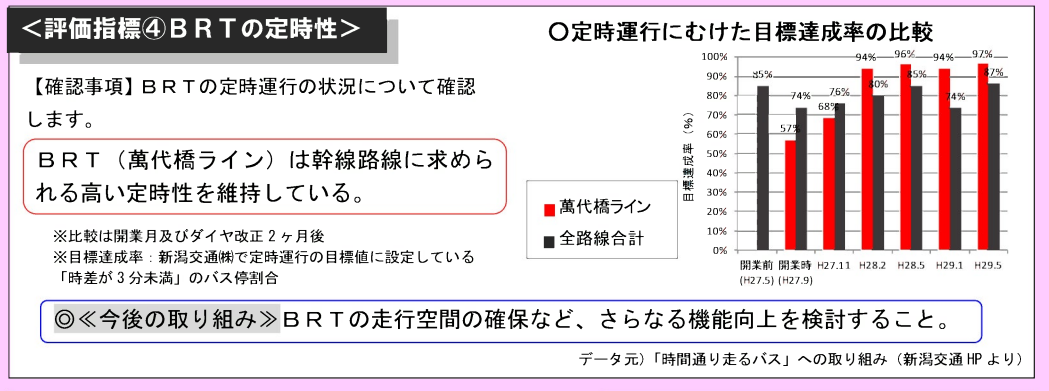 ＜評価指標④ＢＲＴの定時性＞
【確認事項】ＢＲＴの定時運行の状況について確認
します。
ＢＲＴ（萬代橋ライン）は幹線路線に求めら
れる高い定時性を維持している。
※比較は開業月及びダイヤ改正２ヶ月後
※目標達成率：新潟交通㈱で定時運行の目標値に設定している
「時差が３分未満」のバス停割合
〇定時運行にむけた目標達成率の比較
目標達成率（%）
100%
90%
80%
70%
60%
50%
40%
30%
20%
10%
0%
85%
57% 74%
68% 76%
94% 80%
96% 85%
94% 74%
97% 87%
開業前 開業時 H27.11 H28.2 H28.5 H29.1 H29.5
(H27.5) (H27.9)
萬代橋ライン
全路線合計
◎≪今後の取り組み≫ＢＲＴの走行空間の確保など、さらなる機能向上を検討すること。
データ元）「時間通り走るバス」への取り組み（新潟交通 HP より）